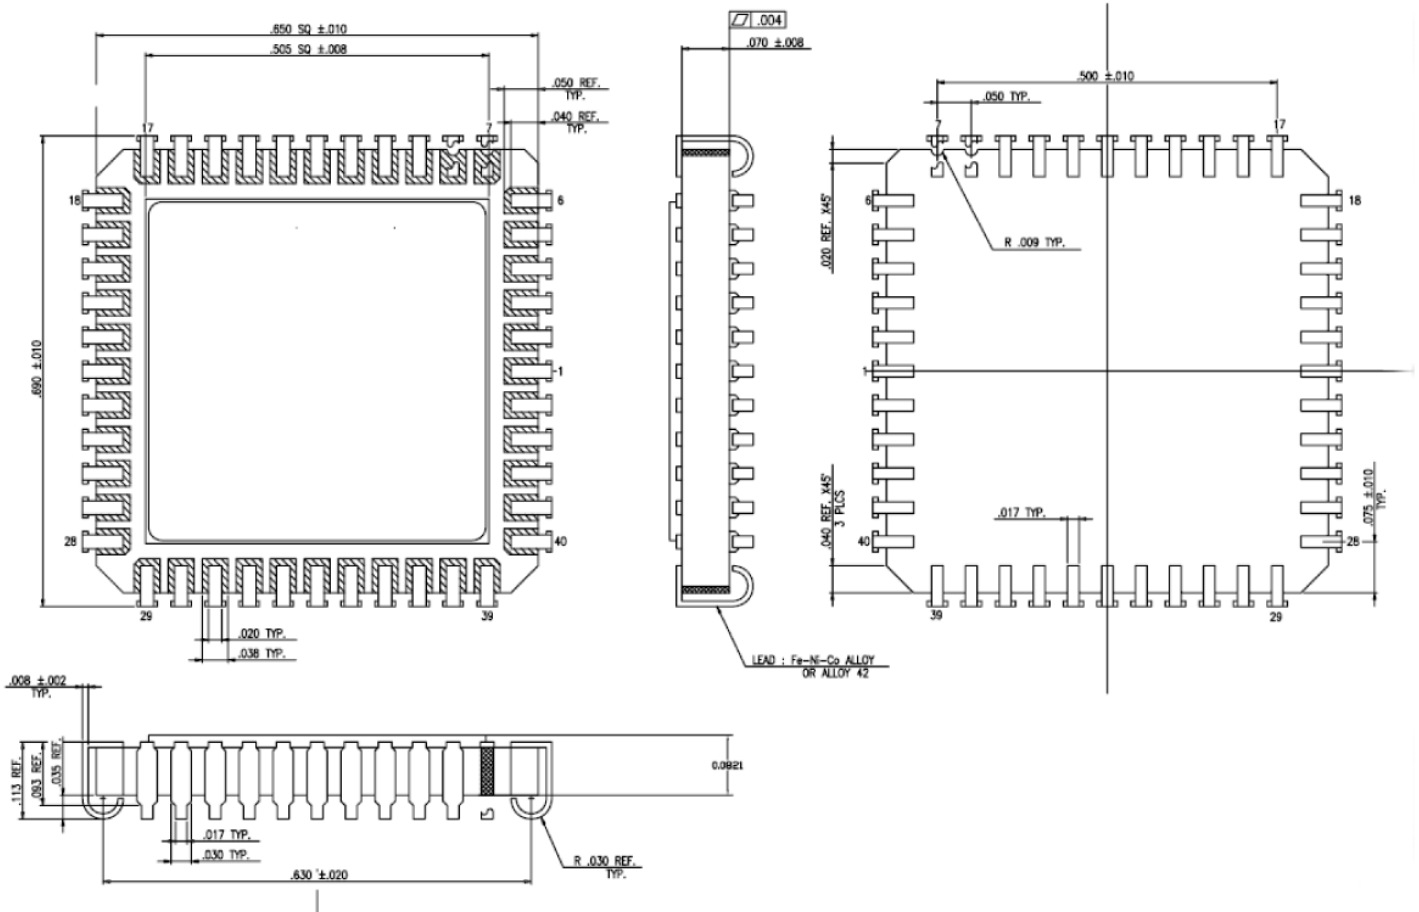 .650 SQ ±.010
.505 SQ ±.008
.050 REF.
TYP.
.040 REF.
TYP.
17
7
18
6
.690 ±.010
1
28
40
29
39
.020 TYP.
.038 TYP.
.004
.070 ±.008
LEAD : Fe-Ni-Co ALLOY
OR ALLOY 42
.500 ±.010
.050 TYP.
7
17
6
18
.020 REF. X45°
R .009 TYP.
1
.040 REF. X45°
3 PLCS
.017 TYP.
.075 ±.010
TYP.
40
28
39
29
.008 ±.002
TYP.
.113 REF.
.093 REF.
.035 REF.
0.0821
.017 TYP.
.030 TYP.
R .030 REF.
TYP.
.630 ±.020